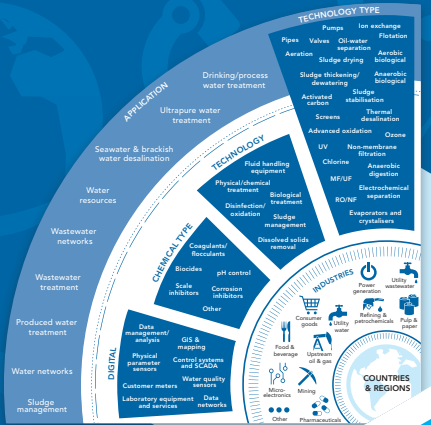 TECHNOLOGY TYPE
Pumps
Ion exchange
Pipes
Valves
Oil-water
separation
Flotation
Aeration
Sludge drying
Aerobic
biological
Sludge thickening/
dewatering
Anaerobic
biological
Activated
carbon
Sludge
stabilisation
Screens
Thermal
desalination
Advanced oxidation
Ozone
UV
Non-membrane
filtration
Chlorine
Anaerobic
digestion
MF/UF
Electrochemical
separation
RO/NF
Evaporators and
crystalisers
APPLICATION
Drinking/process
water treatment
Ultrapure water
treatment
Seawater & brackish
water desalination
Water
resources
Wastewater
networks
Wastewater
treatment
Produced water
treatment
Water networks
Sludge
management
TECHNOLOGY
Fluid handling
equipment
Physical/chemical
treatment
Biological
treatment
Disinfection/
oxidation
Sludge
management
Dissolved solids
removal
CHEMICAL TYPE
Coagulants/
flocculants
Biocides
pH control
Scale
inhibitors
Corrosion
inhibitors
Other
DIGITAL
Data
management/
analysis
GIS &
mapping
Physical
parameter
sensors
Control systems
and SCADA
Customer meters
Water quality
sensors
Laboratory equipment
and services
Data
networks
INDUSTRIES
Power
generation
Utility
wastewater
Consumer
goods
Utility
water
Refining &
petrochemicals
Pulp &
paper
Food &
beverage
Upstream
oil & gas
Micro-
electronics
Mining
Other
Pharmaceuticals
COUNTRIES
& REGIONS